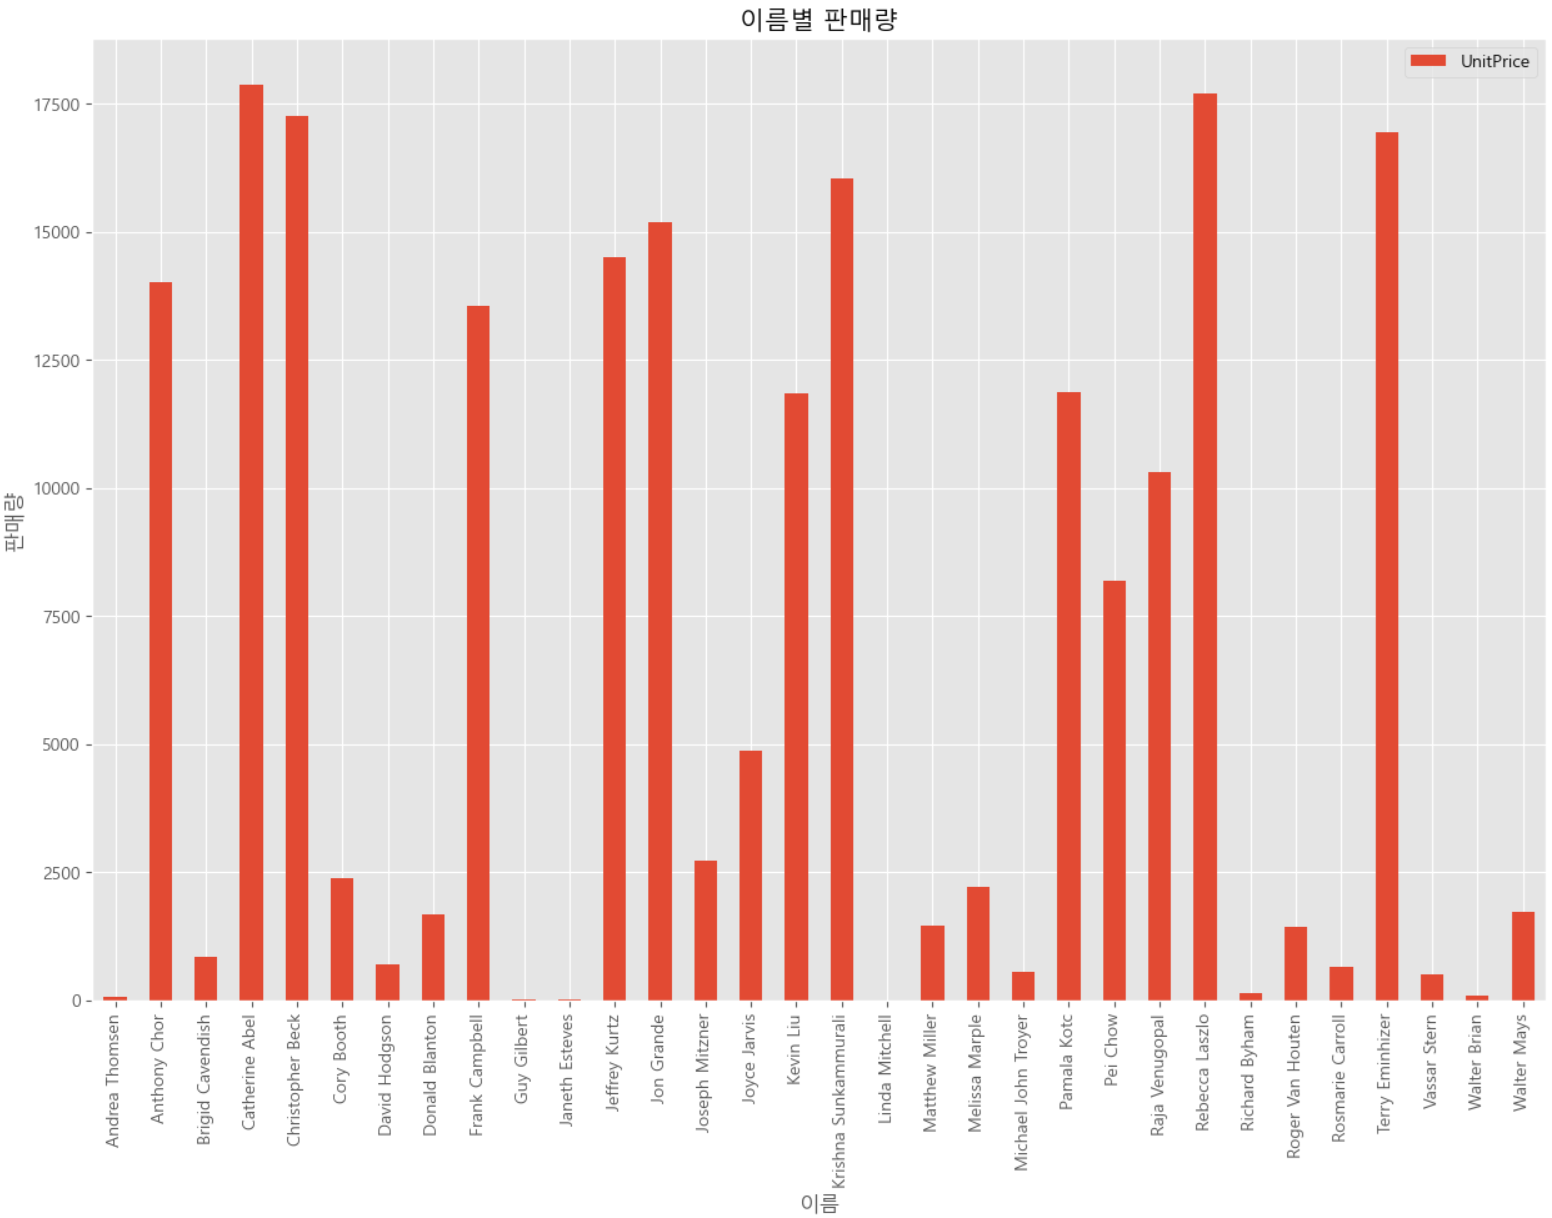 이름별 판매량
UnitPrice
판매량
17500
15000
12500
10000
7500
5000
2500
0
Andrea Thomsen
Anthony Chor
Brigid Cavendish
Catherine Abel
Christopher Beck
Cory Booth
David Hodgson
Donald Blanton
Frank Campbell
Guy Gilbert
Janeth Esteves
Jeffrey Kurtz
Jon Grande
Joseph Mitzner
Joyce Jarvis
Kevin Liu
Krishna Sunkammurali
Linda Mitchell
Matthew Miller
Melissa Marple
Michael John Troyer
Pamala Kotc
Pei Chow
Raja Venugopal
Rebecca Laszlo
Richard Byham
Roger Van Houten
Rosmarie Carroll
Terry Eminhizer
Vassar Stern
Walter Brian
Walter Mays
이름